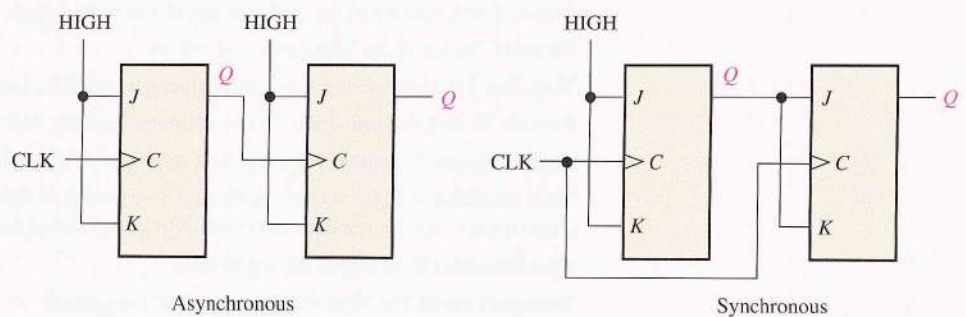 HIGH HIGH HIGH
J Q J Q J Q J Q
CLK C C CLK C C
K K K K
Asynchronous Synchronous